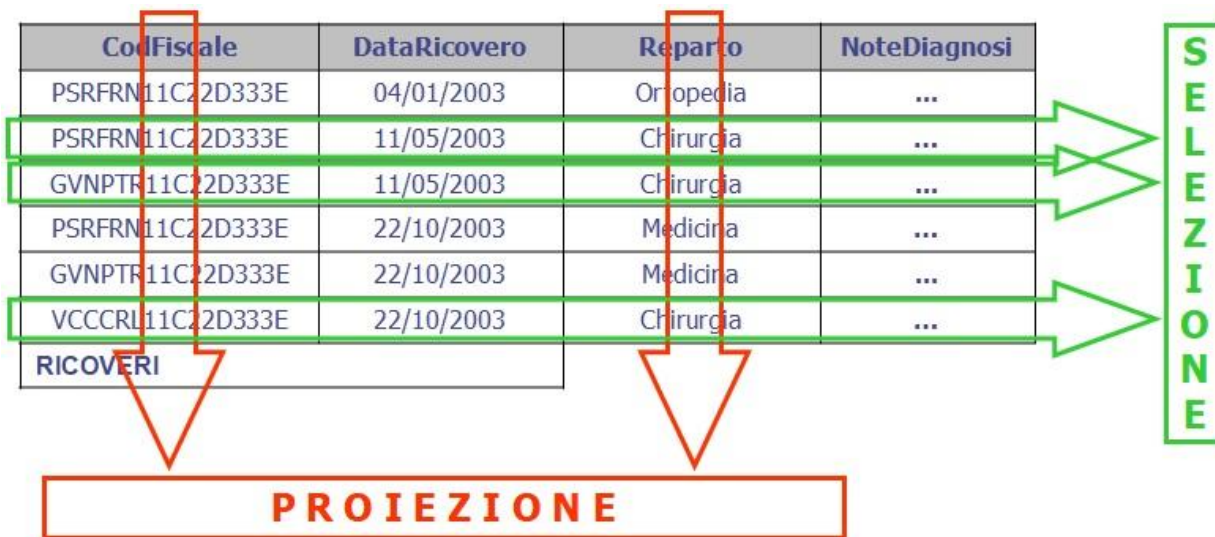 CodFiscale DataRicovero Reparto NoteDiagnosi
PSRFRN11C22D333E 04/01/2003 Ortopedia ...
PSRFRN11C22D333E 11/05/2003 Chirurgia ...
GVNPTR11C22D333E 11/05/2003 Chirurgia ...
PSRFRN11C22D333E 22/10/2003 Medicina ...
GVNPTR11C22D333E 22/10/2003 Medicina ...
VCCCRL11C22D333E 22/10/2003 Chirurgia ...
RICOVERI
SELEZIONE
PROIEZIONE